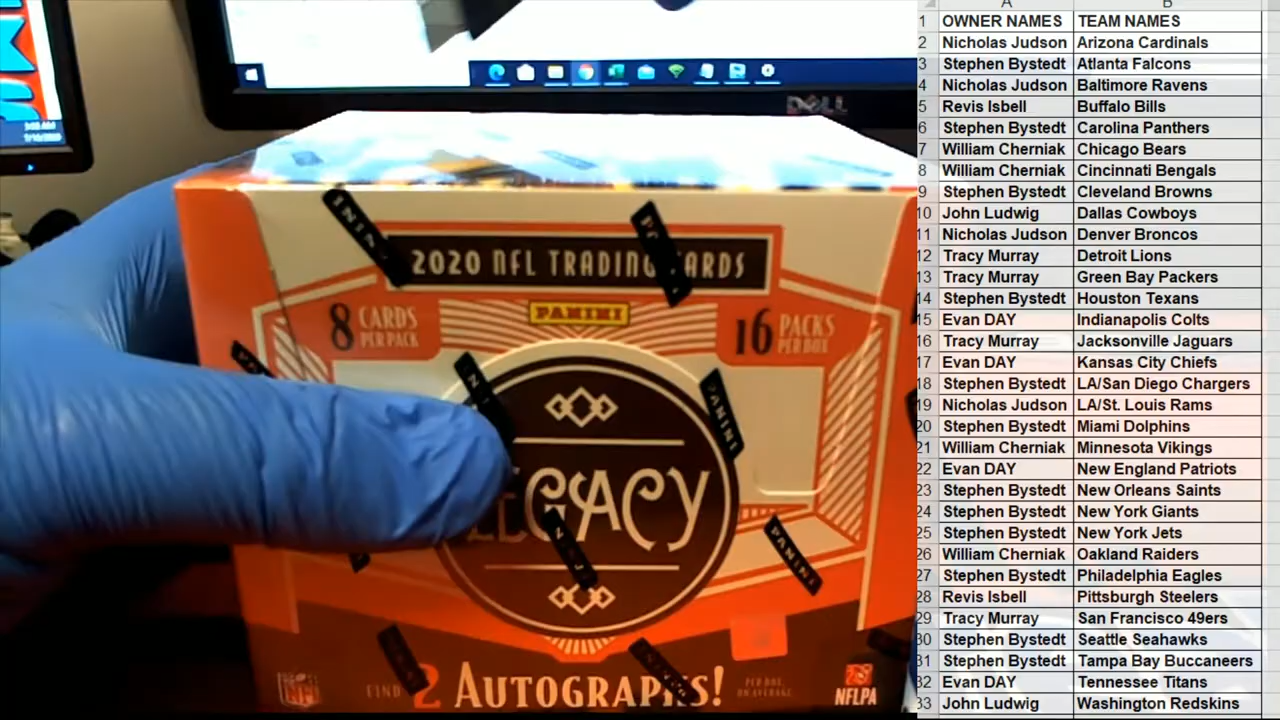 DELL
2020 NFL TRADING CARDS
PANINI
8 CARDS PER PACK
16 PACKS PER BOX
LEGACY
PANINI
PANINI
NFL
FIND 2 AUTOGRAPHS!
PER BOX, ON AVERAGE
NFLPA
A B
1 OWNER NAMES TEAM NAMES
2 Nicholas Judson Arizona Cardinals
3 Stephen Bystedt Atlanta Falcons
4 Nicholas Judson Baltimore Ravens
5 Revis Isbell Buffalo Bills
6 Stephen Bystedt Carolina Panthers
7 William Cherniak Chicago Bears
8 William Cherniak Cincinnati Bengals
9 Stephen Bystedt Cleveland Browns
10 John Ludwig Dallas Cowboys
11 Nicholas Judson Denver Broncos
12 Tracy Murray Detroit Lions
13 Tracy Murray Green Bay Packers
14 Stephen Bystedt Houston Texans
15 Evan DAY Indianapolis Colts
16 Tracy Murray Jacksonville Jaguars
17 Evan DAY Kansas City Chiefs
18 Stephen Bystedt LA/San Diego Chargers
19 Nicholas Judson LA/St. Louis Rams
20 Stephen Bystedt Miami Dolphins
21 William Cherniak Minnesota Vikings
22 Evan DAY New England Patriots
23 Stephen Bystedt New Orleans Saints
24 Stephen Bystedt New York Giants
25 Stephen Bystedt New York Jets
26 William Cherniak Oakland Raiders
27 Stephen Bystedt Philadelphia Eagles
28 Revis Isbell Pittsburgh Steelers
29 Tracy Murray San Francisco 49ers
30 Stephen Bystedt Seattle Seahawks
31 Stephen Bystedt Tampa Bay Buccaneers
32 Evan DAY Tennessee Titans
33 John Ludwig Washington Redskins